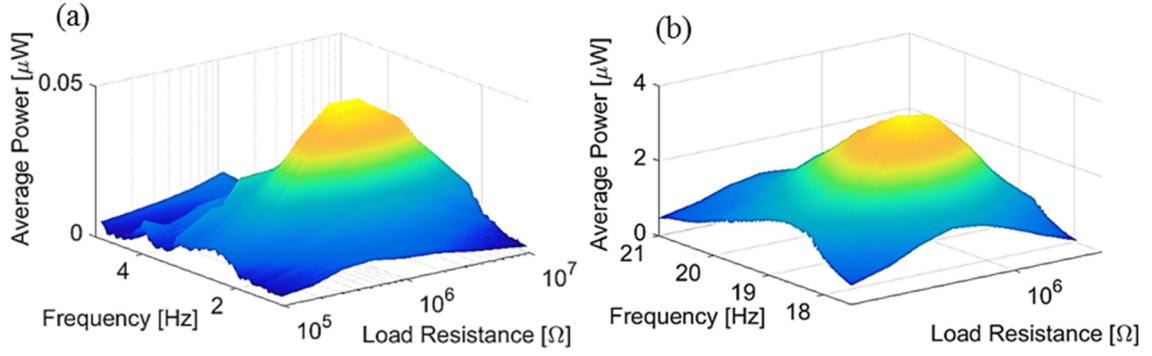 (a)
Average Power [μW]
0.05
0
4
2
Frequency [Hz]
10^5
10^6
10^7
Load Resistance [Ω]
(b)
Average Power [μW]
4
2
0
21
20
19
18
Frequency [Hz]
10^6
Load Resistance [Ω]